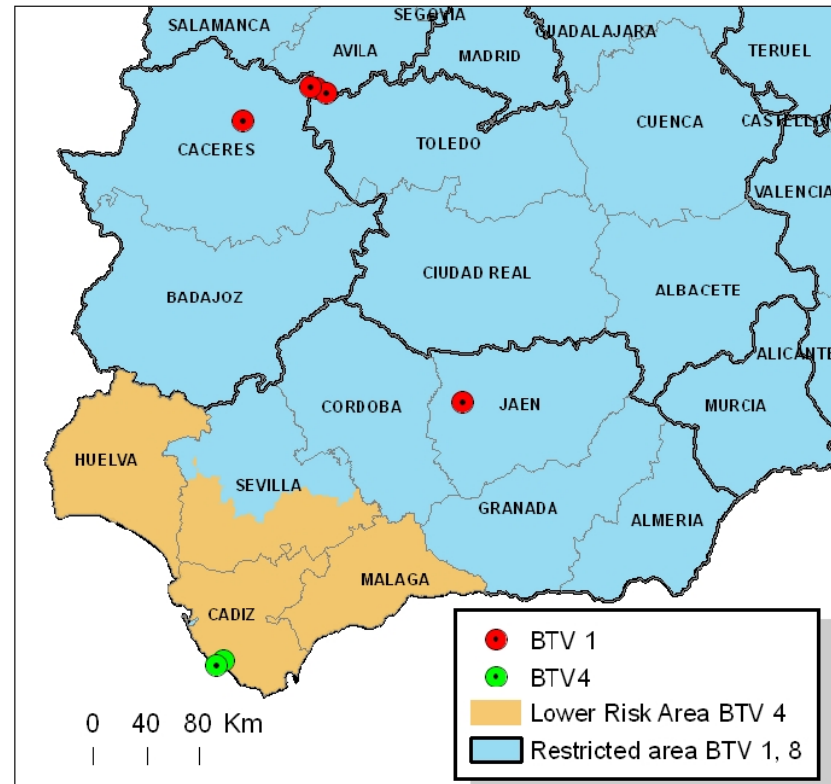 SEGOVIA
SALAMANCA
GUADALAJARA
AVILA
MADRID
TERUEL
CUENCA
CASTELLON
CACERES
TOLEDO
VALENCIA
CIUDAD REAL
BADAJOZ
ALBACETE
ALICANTE
CORDOBA
JAEN
MURCIA
HUELVA
SEVILLA
GRANADA
ALMERIA
MALAGA
CADIZ
BTV 1
BTV4
Lower Risk Area BTV 4
Restricted area BTV 1, 8
0 40 80 Km